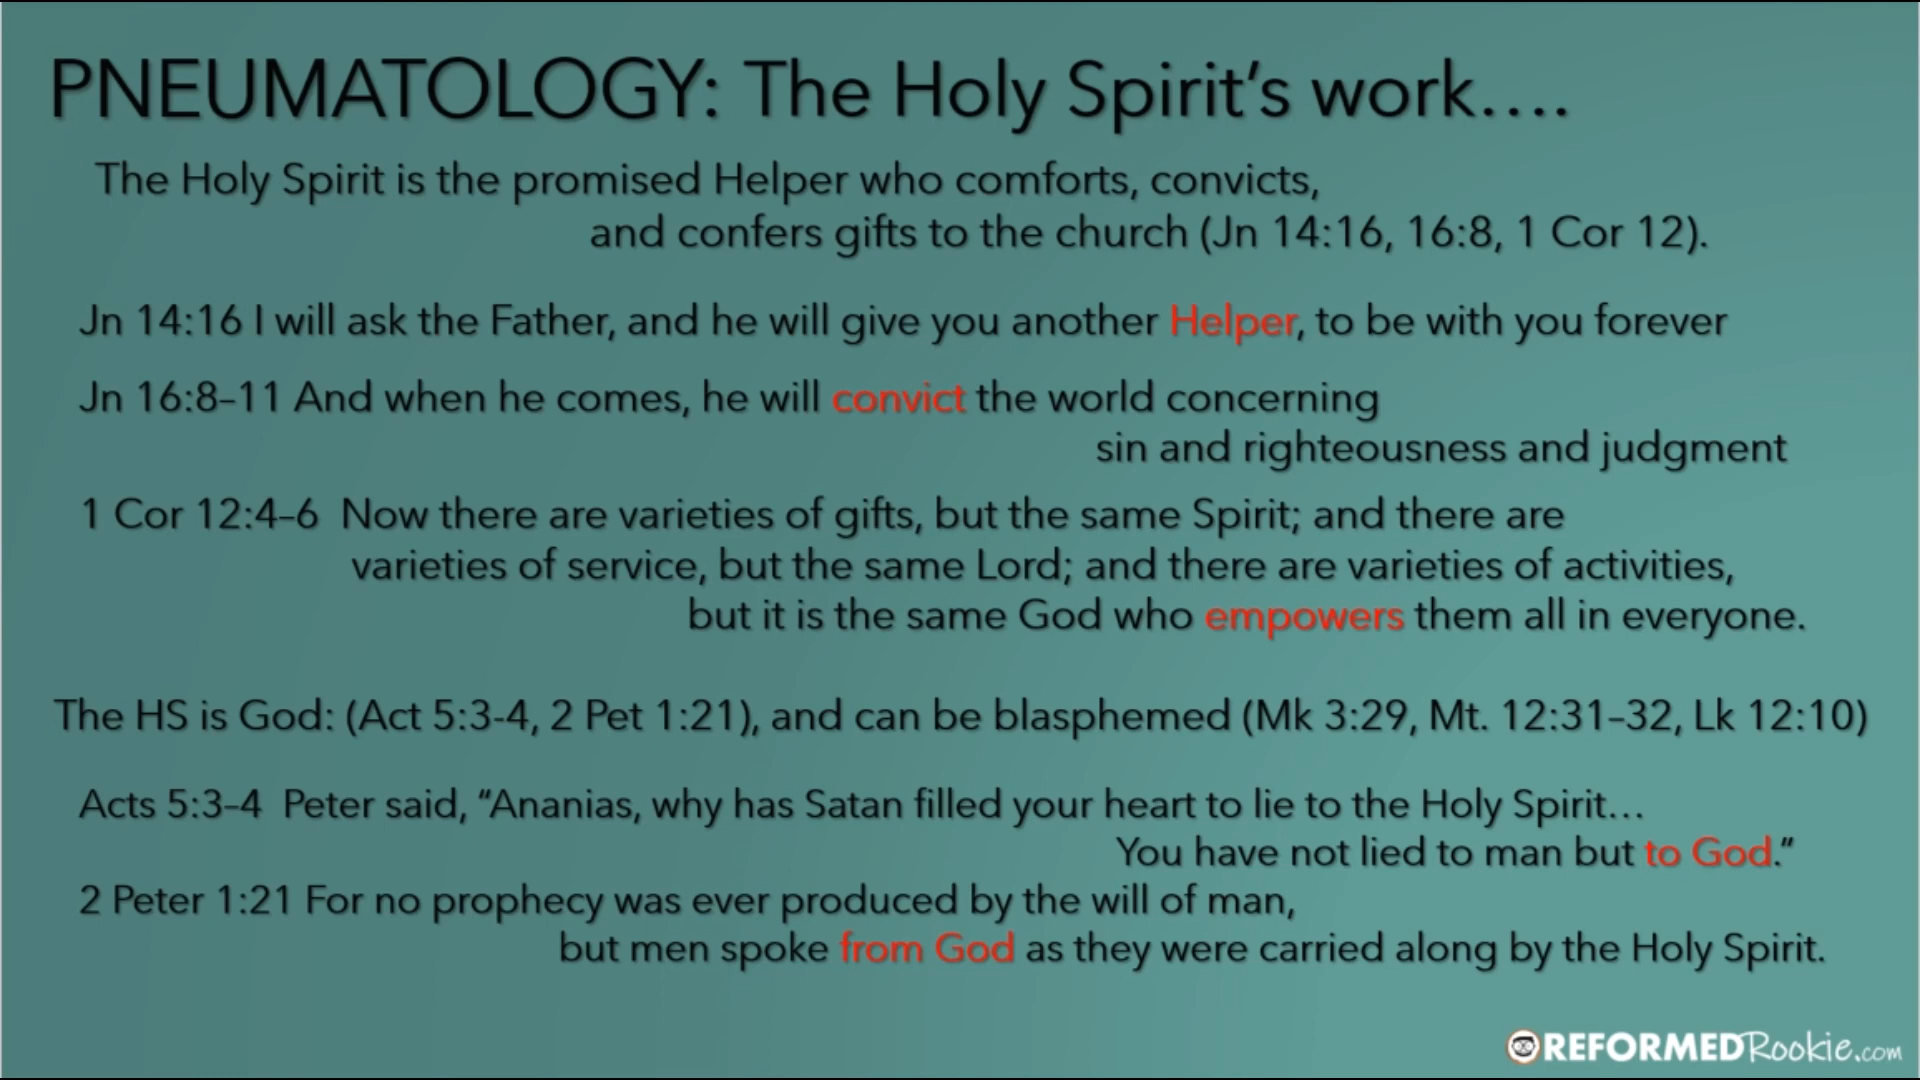 PNEUMATOLOGY: The Holy Spirit’s work….
The Holy Spirit is the promised Helper who comforts, convicts,
and confers gifts to the church (Jn 14:16, 16:8, 1 Cor 12).
Jn 14:16 I will ask the Father, and he will give you another Helper, to be with you forever
Jn 16:8–11 And when he comes, he will convict the world concerning
sin and righteousness and judgment
1 Cor 12:4–6  Now there are varieties of gifts, but the same Spirit; and there are
varieties of service, but the same Lord; and there are varieties of activities,
but it is the same God who empowers them all in everyone.
The HS is God: (Act 5:3-4, 2 Pet 1:21), and can be blasphemed (Mk 3:29, Mt. 12:31–32, Lk 12:10)
Acts 5:3–4  Peter said, “Ananias, why has Satan filled your heart to lie to the Holy Spirit…
You have not lied to man but to God.”
2 Peter 1:21 For no prophecy was ever produced by the will of man,
but men spoke from God as they were carried along by the Holy Spirit.
REFORMEDRookie.com